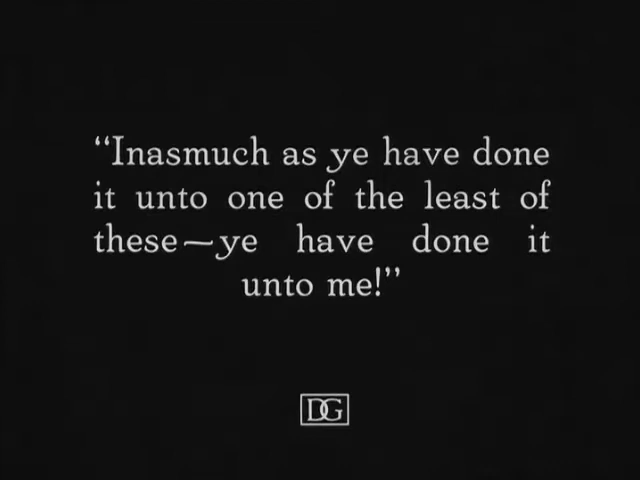 “Inasmuch as ye have done
it unto one of the least of
these—ye have done it
unto me!”
DG